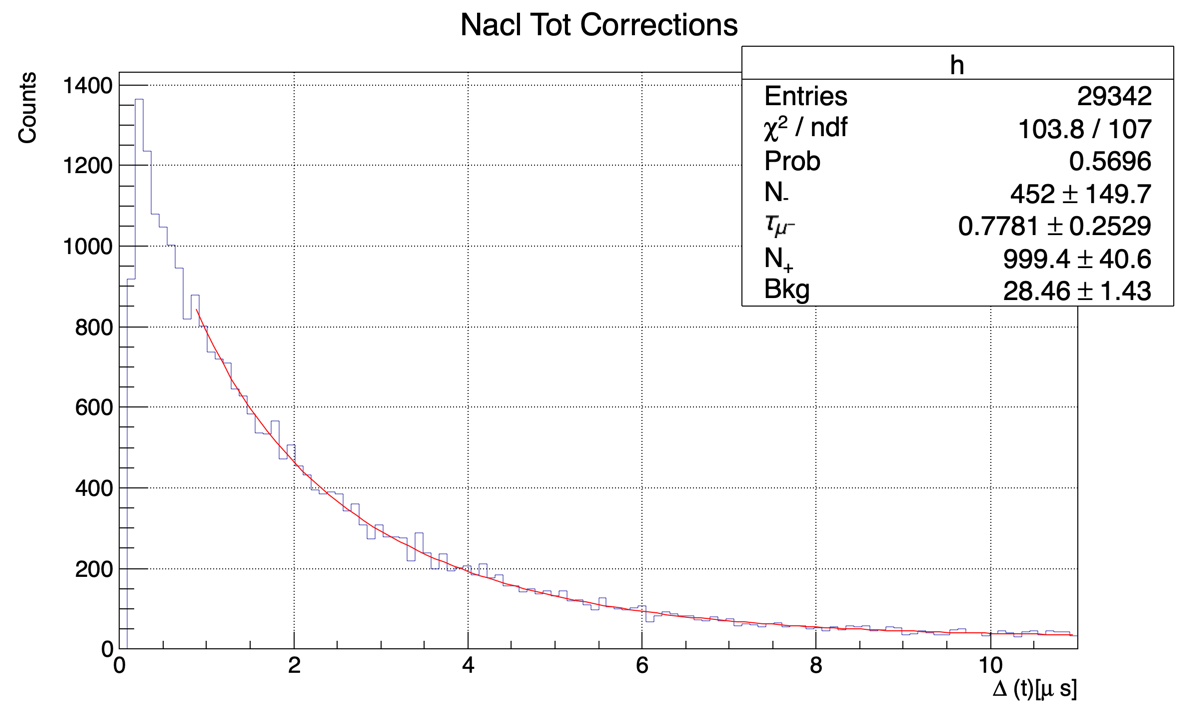 Nacl Tot Corrections
h
Entries 29342
χ² / ndf 103.8 / 107
Prob 0.5696
N₋ 452 ± 149.7
τμ⁻ 0.7781 ± 0.2529
N₊ 999.4 ± 40.6
Bkg 28.46 ± 1.43
Counts
1400
1200
1000
800
600
400
200
0
0 2 4 6 8 10
Δ (t)[μ s]